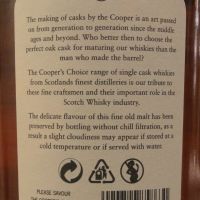 The making of casks by the Cooper is an art passed
on from generation to generation since the middle
ages and beyond. Who better then to choose the
perfect oak cask for maturing our whiskies than the
man who made the barrel?
The Cooper's Choice range of single cask whiskies
from Scotlands finest distilleries is our tribute to
these fine craftsmen and their important role in the
Scotch Whisky industry.
The delicate flavour of this fine old malt has been
preserved by bottling without chill filtration, as a
result a slight cloudiness may appear if stored at a
cold temperature or if served with water.
PLEASE SAVOUR